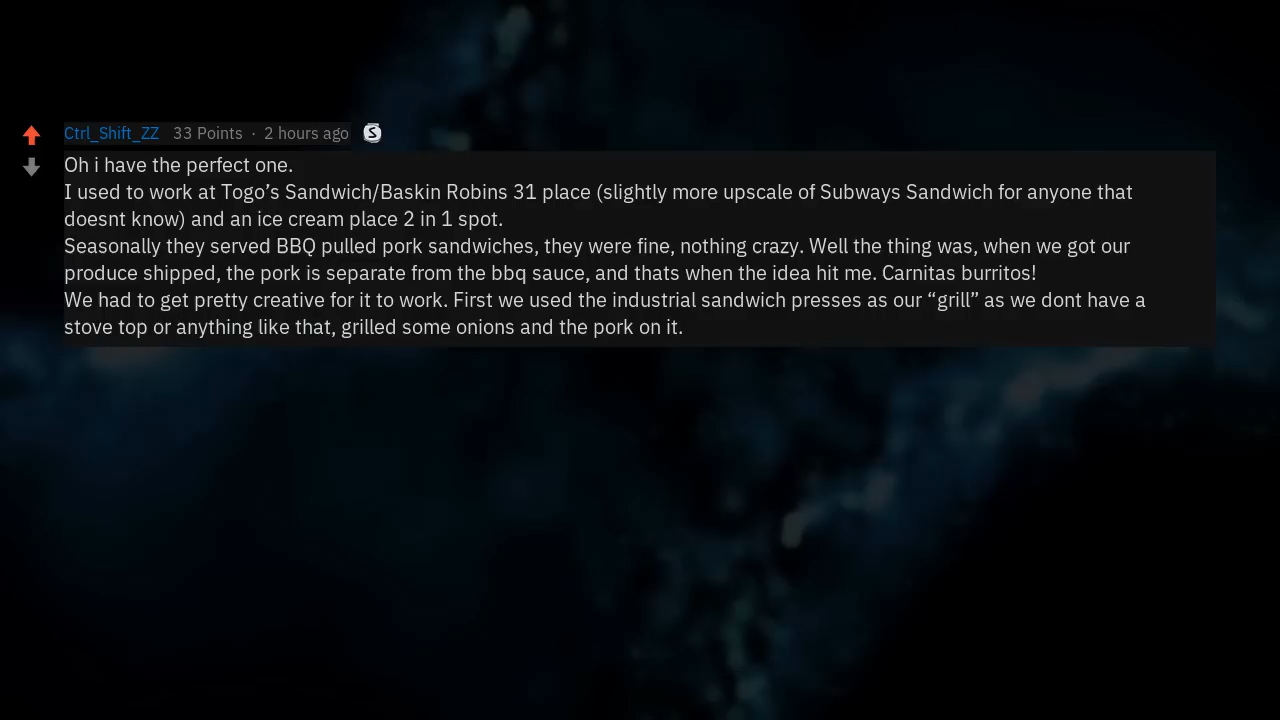 Ctrl_Shift_ZZ 33 Points · 2 hours ago
Oh i have the perfect one.
I used to work at Togo’s Sandwich/Baskin Robins 31 place (slightly more upscale of Subways Sandwich for anyone that
doesnt know) and an ice cream place 2 in 1 spot.
Seasonally they served BBQ pulled pork sandwiches, they were fine, nothing crazy. Well the thing was, when we got our
produce shipped, the pork is separate from the bbq sauce, and thats when the idea hit me. Carnitas burritos!
We had to get pretty creative for it to work. First we used the industrial sandwich presses as our “grill” as we dont have a
stove top or anything like that, grilled some onions and the pork on it.